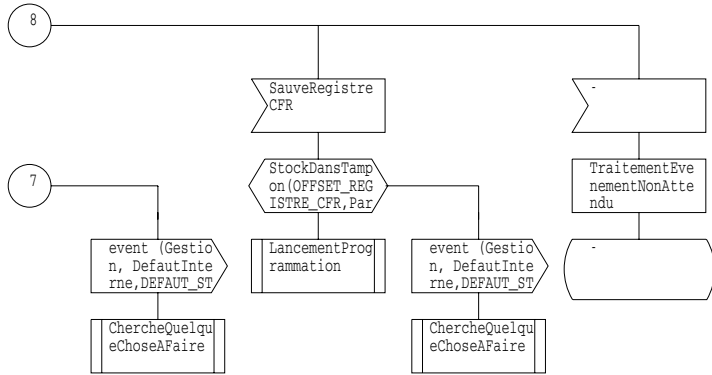 8
SauveRegistre
CFR
-
StockDansTamp
on(OFFSET_REG
ISTRE_CFR,Par
TraitementEve
nementNonAtte
ndu
7
event (Gestio
n, DefautInte
rne,DEFAUT_ST
LancementProg
rammation
event (Gestio
n, DefautInte
rne,DEFAUT_ST
-
ChercheQuelqu
eChoseAFaire
ChercheQuelqu
eChoseAFaire